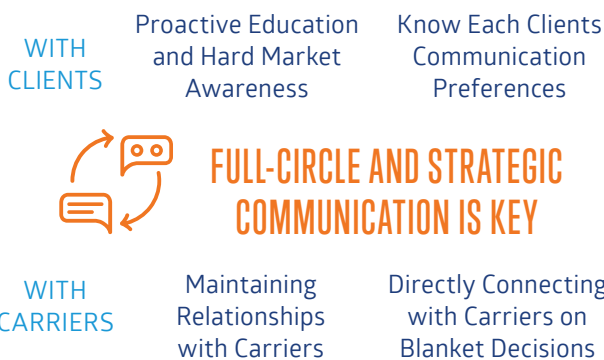 WITH
CLIENTS
Proactive Education
and Hard Market
Awareness
Know Each Clients
Communication
Preferences
FULL-CIRCLE AND STRATEGIC
COMMUNICATION IS KEY
WITH
CARRIERS
Maintaining
Relationships
with Carriers
Directly Connecting
with Carriers on
Blanket Decisions